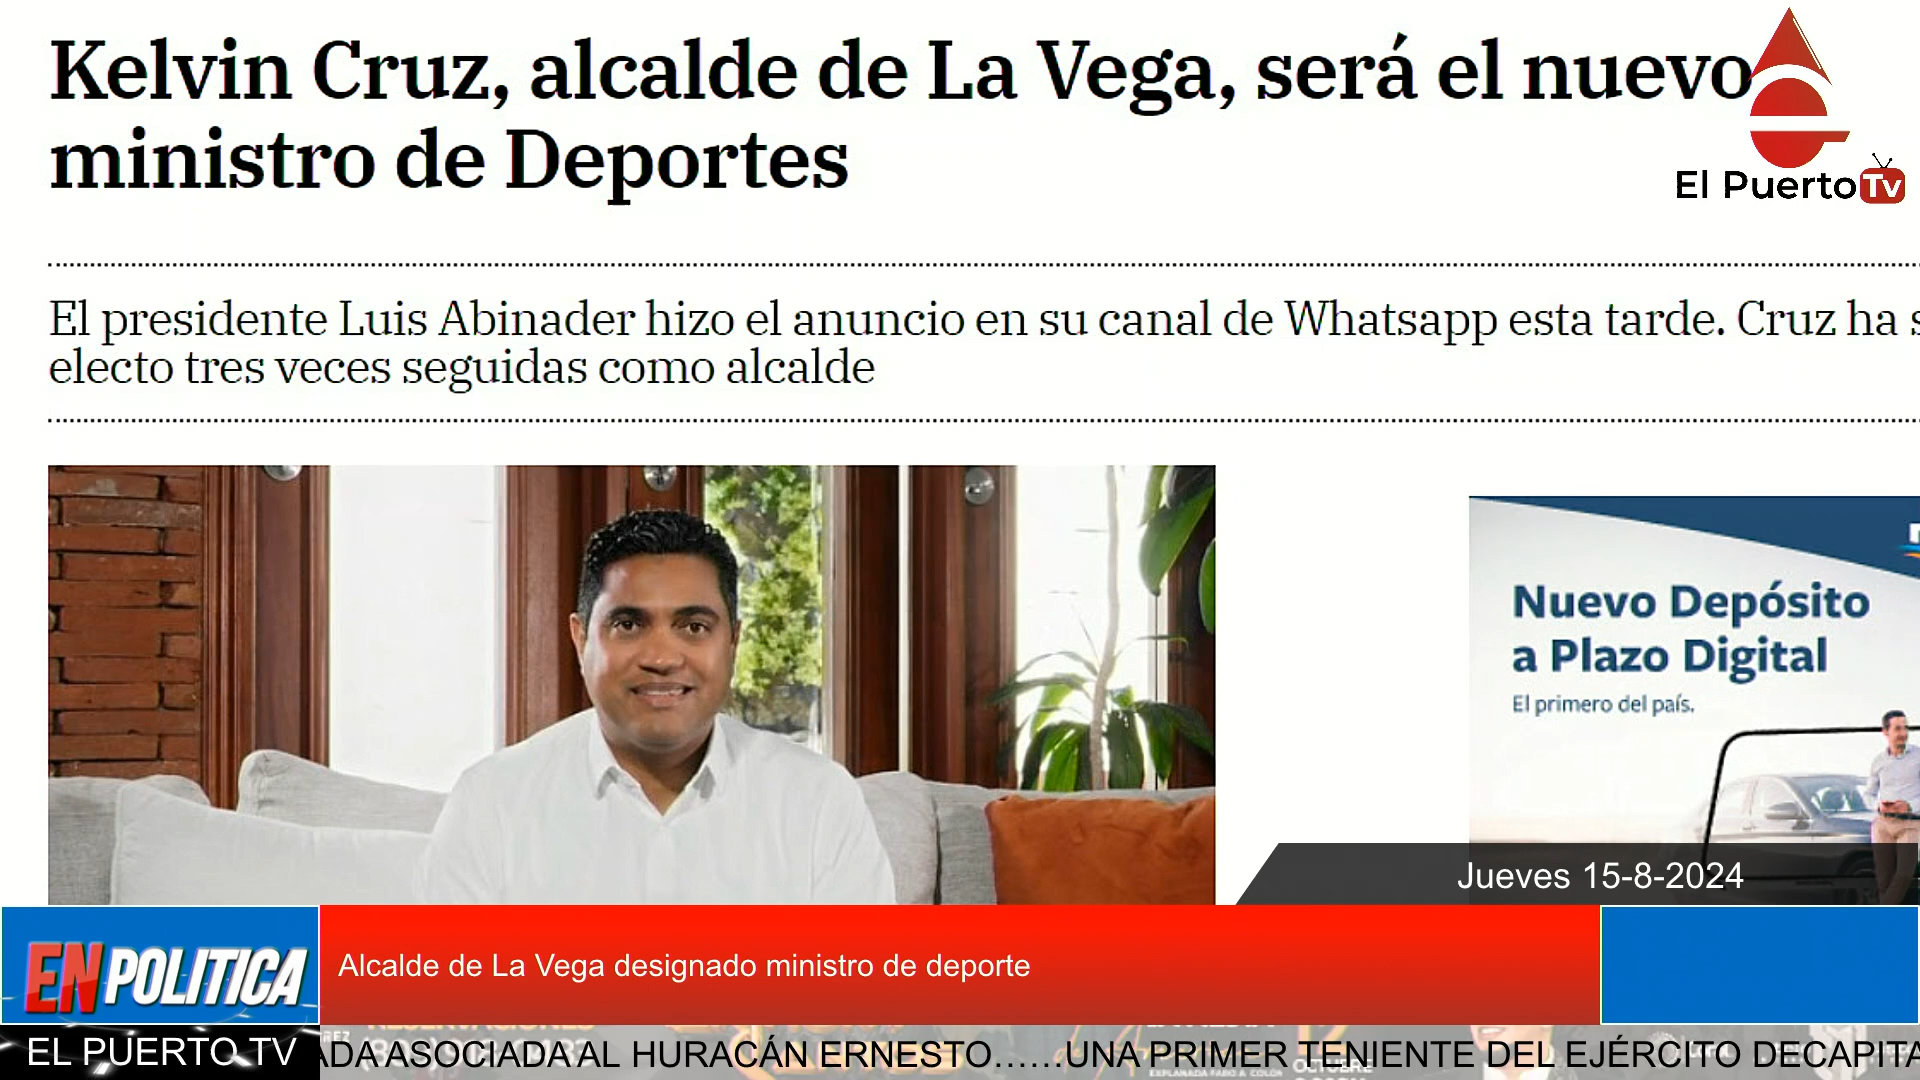 Kelvin Cruz, alcalde de La Vega, será el nuevo
ministro de Deportes
El Puerto Tv
El presidente Luis Abinader hizo el anuncio en su canal de Whatsapp esta tarde. Cruz ha
electo tres veces seguidas como alcalde
Nuevo Depósito
a Plazo Digital
El primero del país.
Jueves 15-8-2024
EN POLITICA
Alcalde de La Vega designado ministro de deporte
EL PUERTO TV
ADA ASOCIADA AL HURACÁN ERNESTO......UNA PRIMER TENIENTE DEL EJÉRCITO DECAPITA